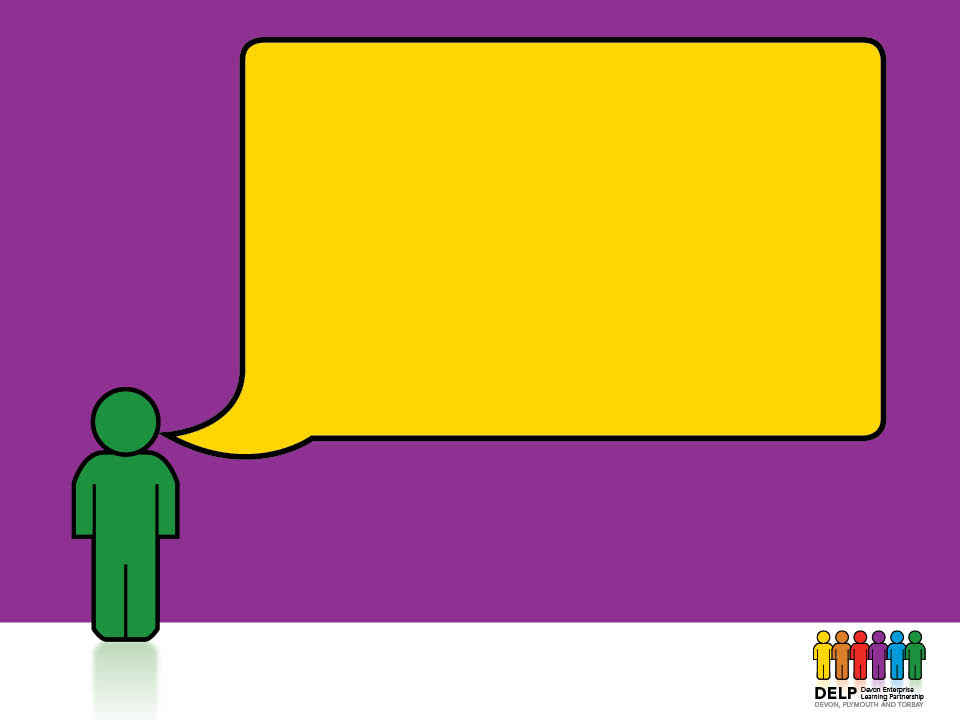 DELP Devon Enterprise
Learning Partnership
DEVON, PLYMOUTH AND TORBAY